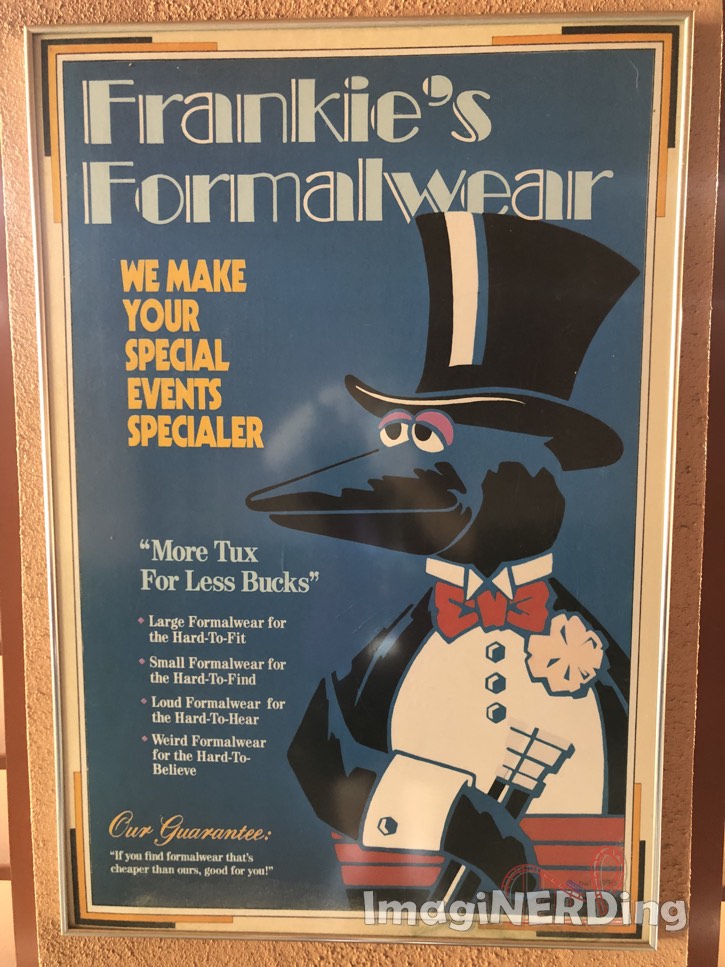 Frankie's
Formalwear
WE MAKE
YOUR
SPECIAL
EVENTS
SPECIALER
“More Tux
For Less Bucks”
Large Formalwear for
the Hard-To-Fit
Small Formalwear for
the Hard-To-Find
Loud Formalwear for
the Hard-To-Hear
Weird Formalwear
for the Hard-To-
Believe
Our Guarantee:
“If you find formalwear that's
cheaper than ours, good for you!”
ImagiNERDing